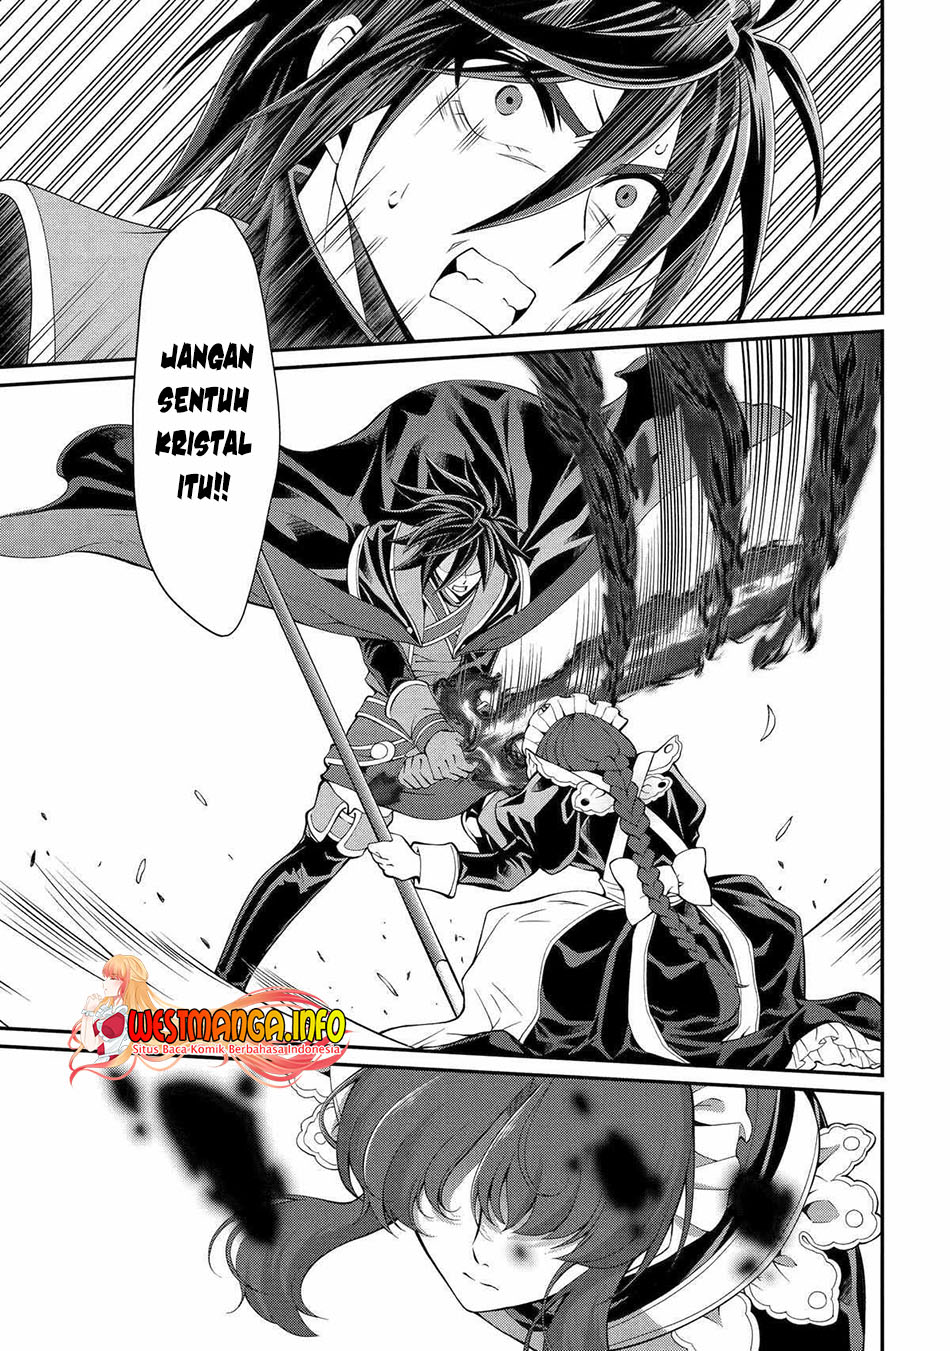 JANGAN
SENTUH
KRISTAL
ITU!!
WESTMANGA.INFO
Situs Baca Komik Berbahasa Indonesia